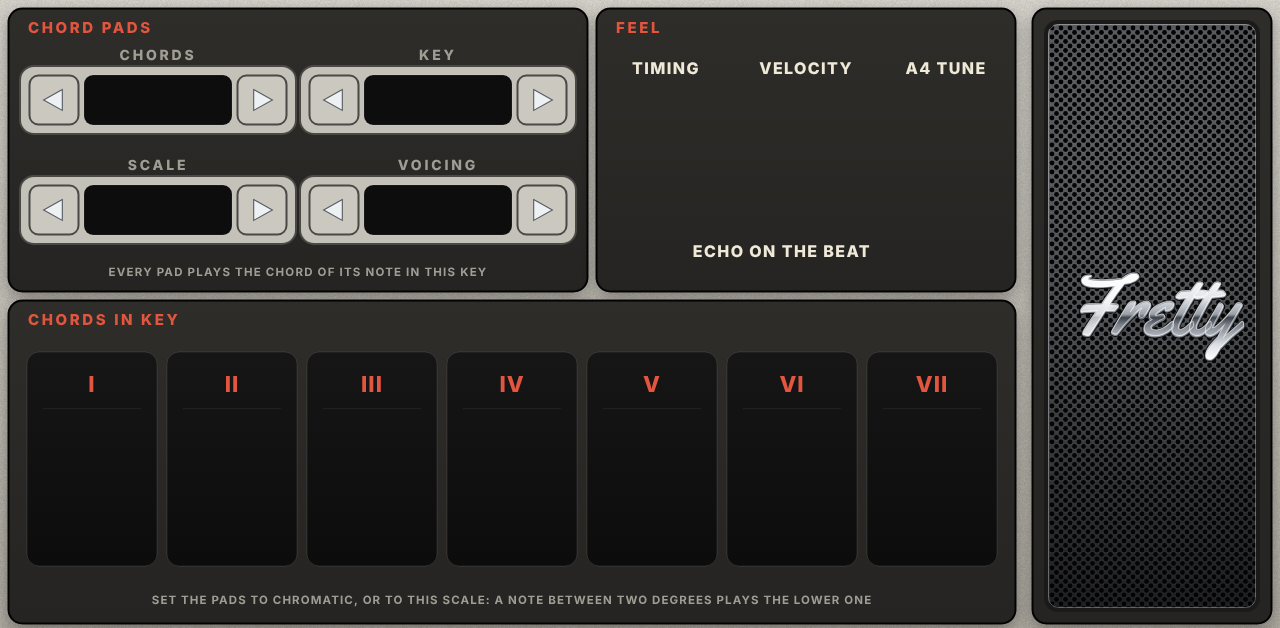 CHORD PADS
CHORDS
KEY
SCALE
VOICING
EVERY PAD PLAYS THE CHORD OF ITS NOTE IN THIS KEY
FEEL
TIMING
VELOCITY
A4 TUNE
ECHO ON THE BEAT
CHORDS IN KEY
I
II
III
IV
V
VI
VII
SET THE PADS TO CHROMATIC, OR TO THIS SCALE: A NOTE BETWEEN TWO DEGREES PLAYS THE LOWER ONE
Fretty